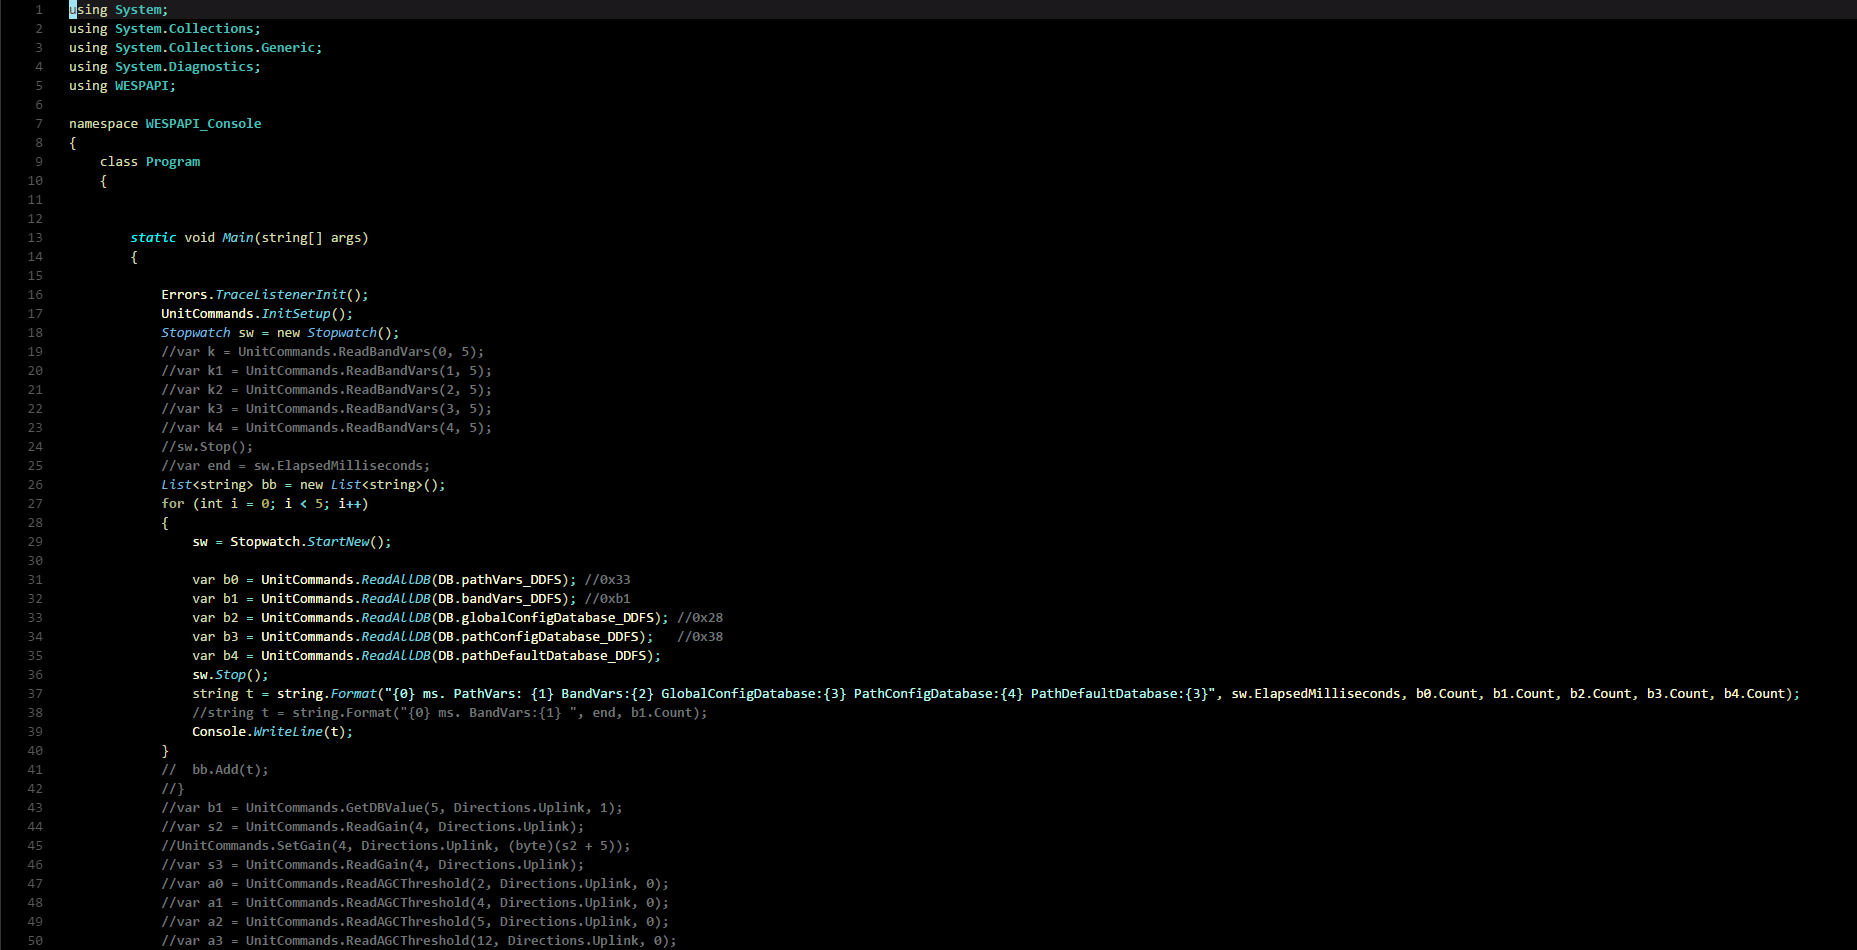 1 using System;
2 using System.Collections;
3 using System.Collections.Generic;
4 using System.Diagnostics;
5 using WESPAPI;
6
7 namespace WESPAPI_Console
8 {
9     class Program
10     {
11
12
13         static void Main(string[] args)
14         {
15
16             Errors.TraceListenerInit();
17             UnitCommands.InitSetup();
18             Stopwatch sw = new Stopwatch();
19             //var k = UnitCommands.ReadBandVars(0, 5);
20             //var k1 = UnitCommands.ReadBandVars(1, 5);
21             //var k2 = UnitCommands.ReadBandVars(2, 5);
22             //var k3 = UnitCommands.ReadBandVars(3, 5);
23             //var k4 = UnitCommands.ReadBandVars(4, 5);
24             //sw.Stop();
25             //var end = sw.ElapsedMilliseconds;
26             List<string> bb = new List<string>();
27             for (int i = 0; i < 5; i++)
28             {
29                 sw = Stopwatch.StartNew();
30
31                 var b0 = UnitCommands.ReadAllDB(DB.pathVars_DDFS); //0x33
32                 var b1 = UnitCommands.ReadAllDB(DB.bandVars_DDFS); //0xb1
33                 var b2 = UnitCommands.ReadAllDB(DB.globalConfigDatabase_DDFS); //0x28
34                 var b3 = UnitCommands.ReadAllDB(DB.pathConfigDatabase_DDFS);   //0x38
35                 var b4 = UnitCommands.ReadAllDB(DB.pathDefaultDatabase_DDFS);
36                 sw.Stop();
37                 string t = string.Format("{0} ms. PathVars: {1} BandVars:{2} GlobalConfigDatabase:{3} PathConfigDatabase:{4} PathDefaultDatabase:{3}", sw.ElapsedMilliseconds, b0.Count, b1.Count, b2.Count, b3.Count, b4.Count);
38                 //string t = string.Format("{0} ms. BandVars:{1} ", end, b1.Count);
39                 Console.WriteLine(t);
40             }
41             //  bb.Add(t);
42             //}
43             //var b1 = UnitCommands.GetDBValue(5, Directions.Uplink, 1);
44             //var s2 = UnitCommands.ReadGain(4, Directions.Uplink);
45             //UnitCommands.SetGain(4, Directions.Uplink, (byte)(s2 + 5));
46             //var s3 = UnitCommands.ReadGain(4, Directions.Uplink);
47             //var a0 = UnitCommands.ReadAGCThreshold(2, Directions.Uplink, 0);
48             //var a1 = UnitCommands.ReadAGCThreshold(4, Directions.Uplink, 0);
49             //var a2 = UnitCommands.ReadAGCThreshold(5, Directions.Uplink, 0);
50             //var a3 = UnitCommands.ReadAGCThreshold(12, Directions.Uplink, 0);